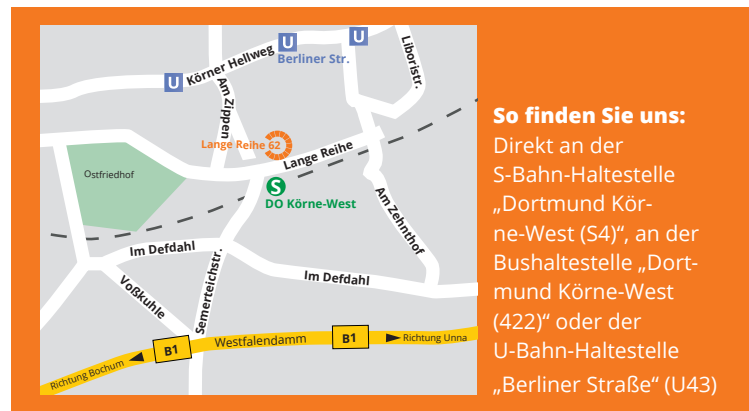 U
U
U
Körner Hellweg
Berliner Str.
Liboristr.
Am Zippen
Lange Reihe 62
Lange Reihe
Ostfriedhof
S
DO Körne-West
Am Zehnthof
Im Defdahl
Im Defdahl
Voßkuhle
Semerteichstr.
B1
Westfalendamm
B1
Richtung Unna
Richtung Bochum
So finden Sie uns:
Direkt an der
S-Bahn-Haltestelle
„Dortmund Kör-
ne-West (S4)“, an der
Bushaltestelle „Dort-
mund Körne-West
(422)“ oder der
U-Bahn-Haltestelle
„Berliner Straße“ (U43)